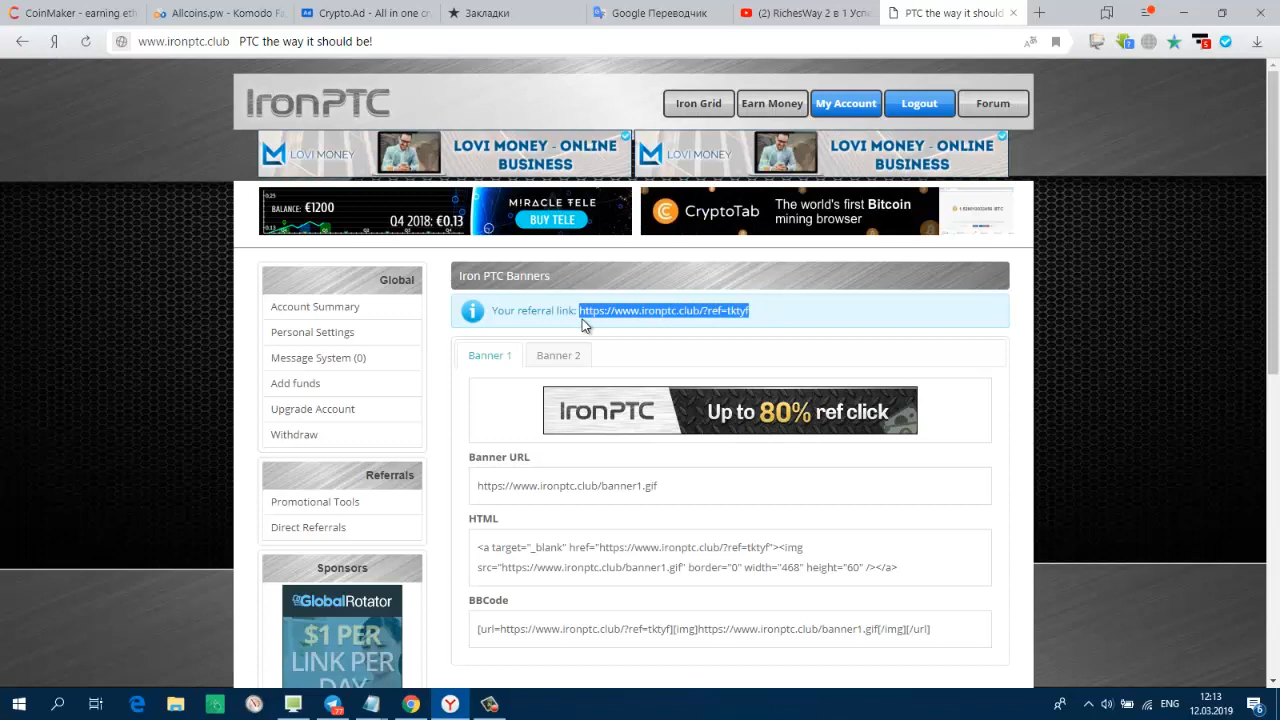 CoinMaker - earning eth
Altcoins.pw - Captcha C
FaPad - All in one cr
Закладки
Google Переводчик
(2) RichesWay 2 в 1 Успе
PTC the way it should
www.ironptc.club PTC the way it should be!
IronPTC
Iron Grid
Earn Money
My Account
Logout
Forum
LOVI MONEY
LOVI MONEY - ONLINE
BUSINESS
LOVI MONEY
LOVI MONEY - ONLINE
BUSINESS
BALANCE: €1200
Q4 2018: €0.13
M!RACLE TELE
BUY TELE
CryptoTab
The world's first Bitcoin
mining browser
Global
Account Summary
Personal Settings
Message System (0)
Add funds
Upgrade Account
Withdraw
Referrals
Promotional Tools
Direct Referrals
Sponsors
GlobalRotator
$1 PER
LINK PER
DAY
Iron PTC Banners
Your referral link: https://www.ironptc.club/?ref=tktyf
Banner 1
Banner 2
IronPTC
Up to 80% ref click
Banner URL
https://www.ironptc.club/banner1.gif
HTML
<a target="_blank" href="https://www.ironptc.club/?ref=tktyf"><img
src="https://www.ironptc.club/banner1.gif" border="0" width="468" height="60" /></a>
BBCode
[url=https://www.ironptc.club/?ref=tktyf][img]https://www.ironptc.club/banner1.gif[/img][/url]
77
ENG
12:13
12.03.2019